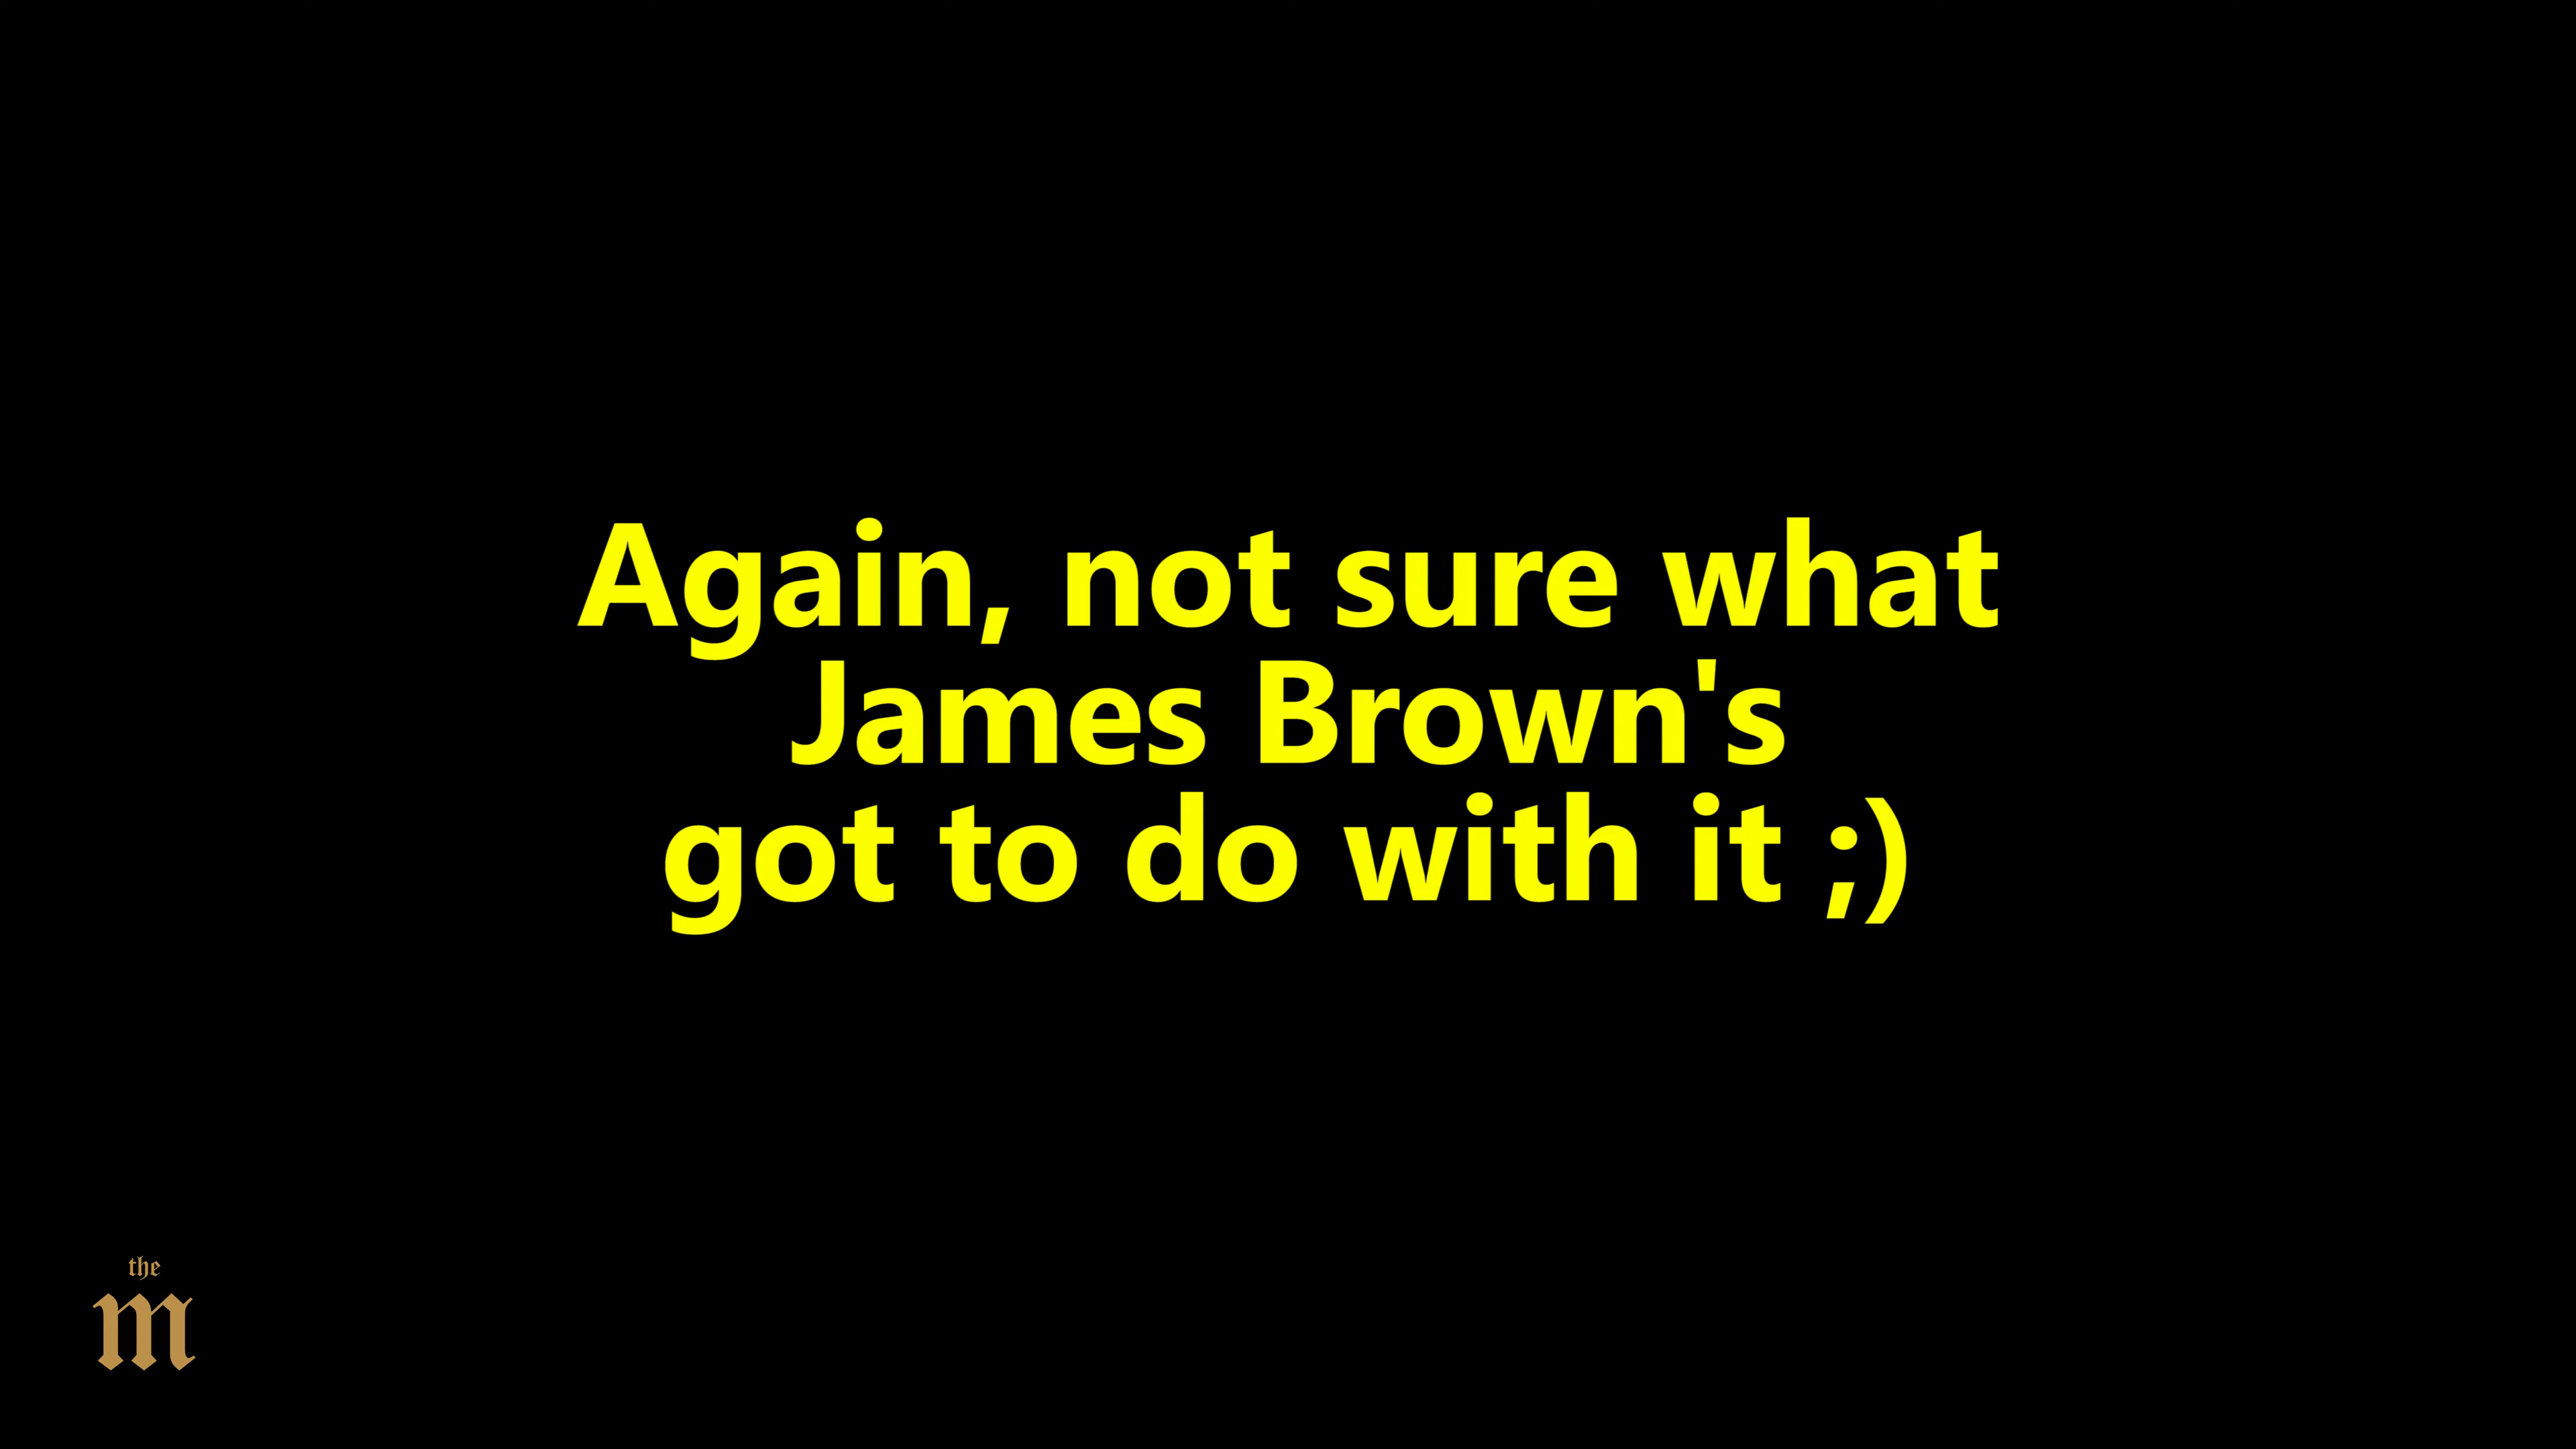 Again, not sure what
James Brown's
got to do with it ;)
the
m